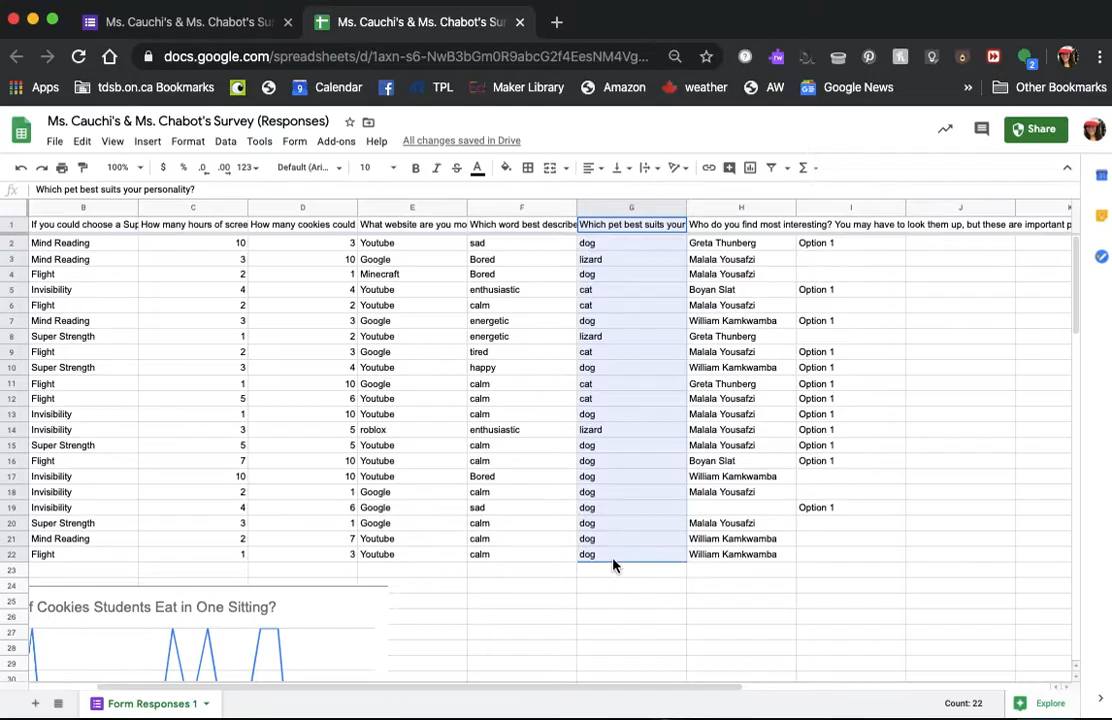 Ms. Cauchi's & Ms. Chabot's Sur × Ms. Cauchi's & Ms. Chabot's Sur × +
docs.google.com/spreadsheets/d/1axn-s6-NwB3bGm0R9abcG2f4EesNM4Vg...
Apps tdsb.on.ca Bookmarks Calendar TPL Maker Library Amazon weather AW Google News » Other Bookmarks
Ms. Cauchi's & Ms. Chabot's Survey (Responses)
File Edit View Insert Format Data Tools Form Add-ons Help All changes saved in Drive
Share
100% $ % .0 .00 123 Default (Ari... 10 B I S A
fx Which pet best suits your personality?
B C D E F G H I J K
1 If you could choose a Sup How many hours of scree How many cookies could What website are you mo Which word best describe Which pet best suits your Who do you find most interesting? You may have to look them up, but these are important p
2 Mind Reading 10 3 Youtube sad dog Greta Thunberg Option 1
3 Mind Reading 3 10 Google Bored lizard Malala Yousafzi
4 Flight 2 1 Minecraft Bored dog Malala Yousafzi
5 Invisibility 4 4 Youtube enthusiastic cat Boyan Slat Option 1
6 Flight 2 2 Youtube calm cat Malala Yousafzi
7 Mind Reading 3 3 Google energetic dog William Kamkwamba Option 1
8 Super Strength 1 2 Youtube energetic lizard Greta Thunberg
9 Flight 2 3 Google tired cat Malala Yousafzi Option 1
10 Super Strength 3 4 Youtube happy dog William Kamkwamba Option 1
11 Flight 1 10 Google calm cat Greta Thunberg Option 1
12 Flight 5 6 Youtube calm cat Malala Yousafzi Option 1
13 Invisibility 1 10 Youtube calm dog Malala Yousafzi Option 1
14 Invisibility 3 5 roblox enthusiastic lizard Malala Yousafzi Option 1
15 Super Strength 5 5 Youtube calm dog Malala Yousafzi Option 1
16 Flight 7 10 Youtube calm dog Boyan Slat Option 1
17 Invisibility 10 10 Youtube Bored dog William Kamkwamba
18 Invisibility 2 1 Google calm dog Malala Yousafzi
19 Invisibility 4 6 Google sad dog Option 1
20 Super Strength 3 1 Google calm dog Malala Yousafzi
21 Mind Reading 2 7 Youtube calm dog William Kamkwamba
22 Flight 1 3 Youtube calm dog William Kamkwamba
23
24
25
f Cookies Students Eat in One Sitting?
26
27
28
29
30
Form Responses 1 Count: 22 Explore